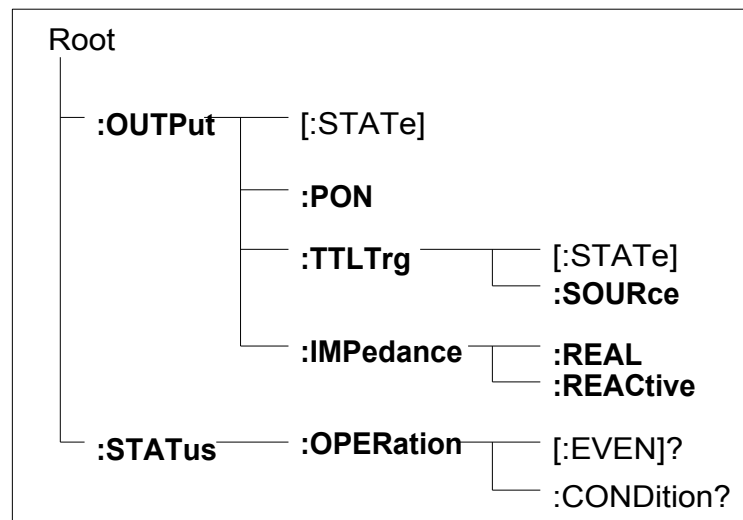 Root
:OUTPut [:STATe]
:PON
:TTLTrg [:STATe]
:SOURce
:IMPedance :REAL
:REACtive
:STATus :OPERation [:EVEN]?
:CONDition?